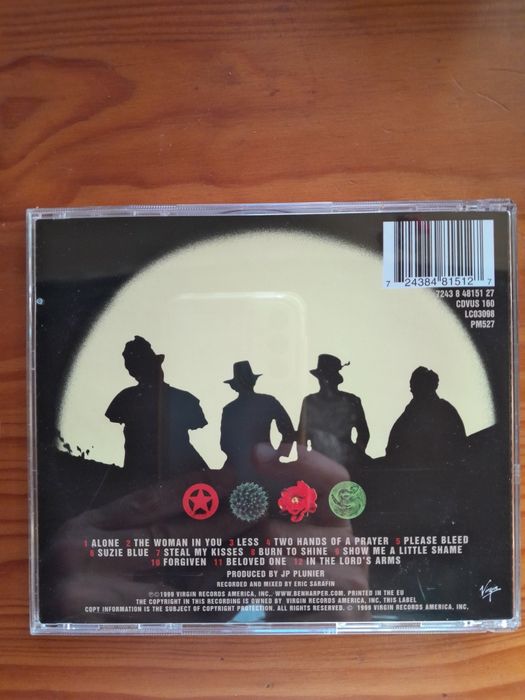 7 24384 81512 7
7243 8 48151 27
CDVUS 160
LC03098
PM527
1 ALONE 2 THE WOMAN IN YOU 3 LESS 4 TWO HANDS OF A PRAYER 5 PLEASE BLEED
6 SUZIE BLUE 7 STEAL MY KISSES 8 BURN TO SHINE 9 SHOW ME A LITTLE SHAME
10 FORGIVEN 11 BELOVED ONE 12 IN THE LORD'S ARMS
PRODUCED BY JP PLUNIER
RECORDED AND MIXED BY ERIC SARAFIN
℗ © 1999 VIRGIN RECORDS AMERICA, INC. WWW.BENHARPER.COM. PRINTED IN THE EU
THE COPYRIGHT IN THIS RECORDING IS OWNED BY VIRGIN RECORDS AMERICA, INC. THIS LABEL
COPY INFORMATION IS THE SUBJECT OF COPYRIGHT PROTECTION. ALL RIGHTS RESERVED. © 1999 VIRGIN RECORDS AMERICA, INC.
Virgin